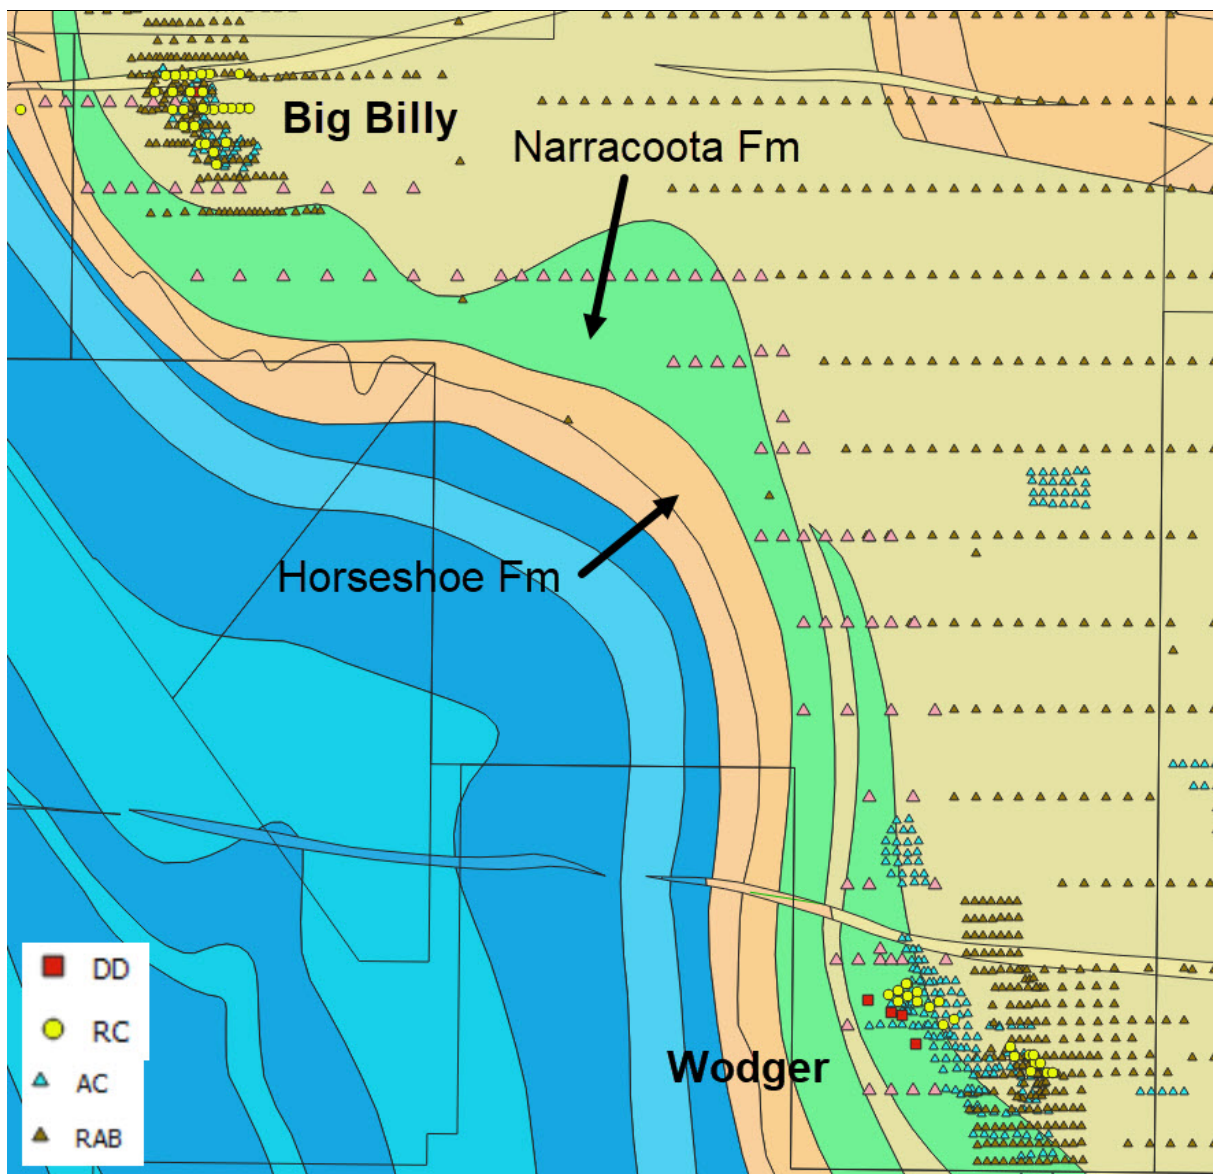 Big Billy
Narracoota Fm
Horseshoe Fm
Wodger
DD
RC
AC
RAB